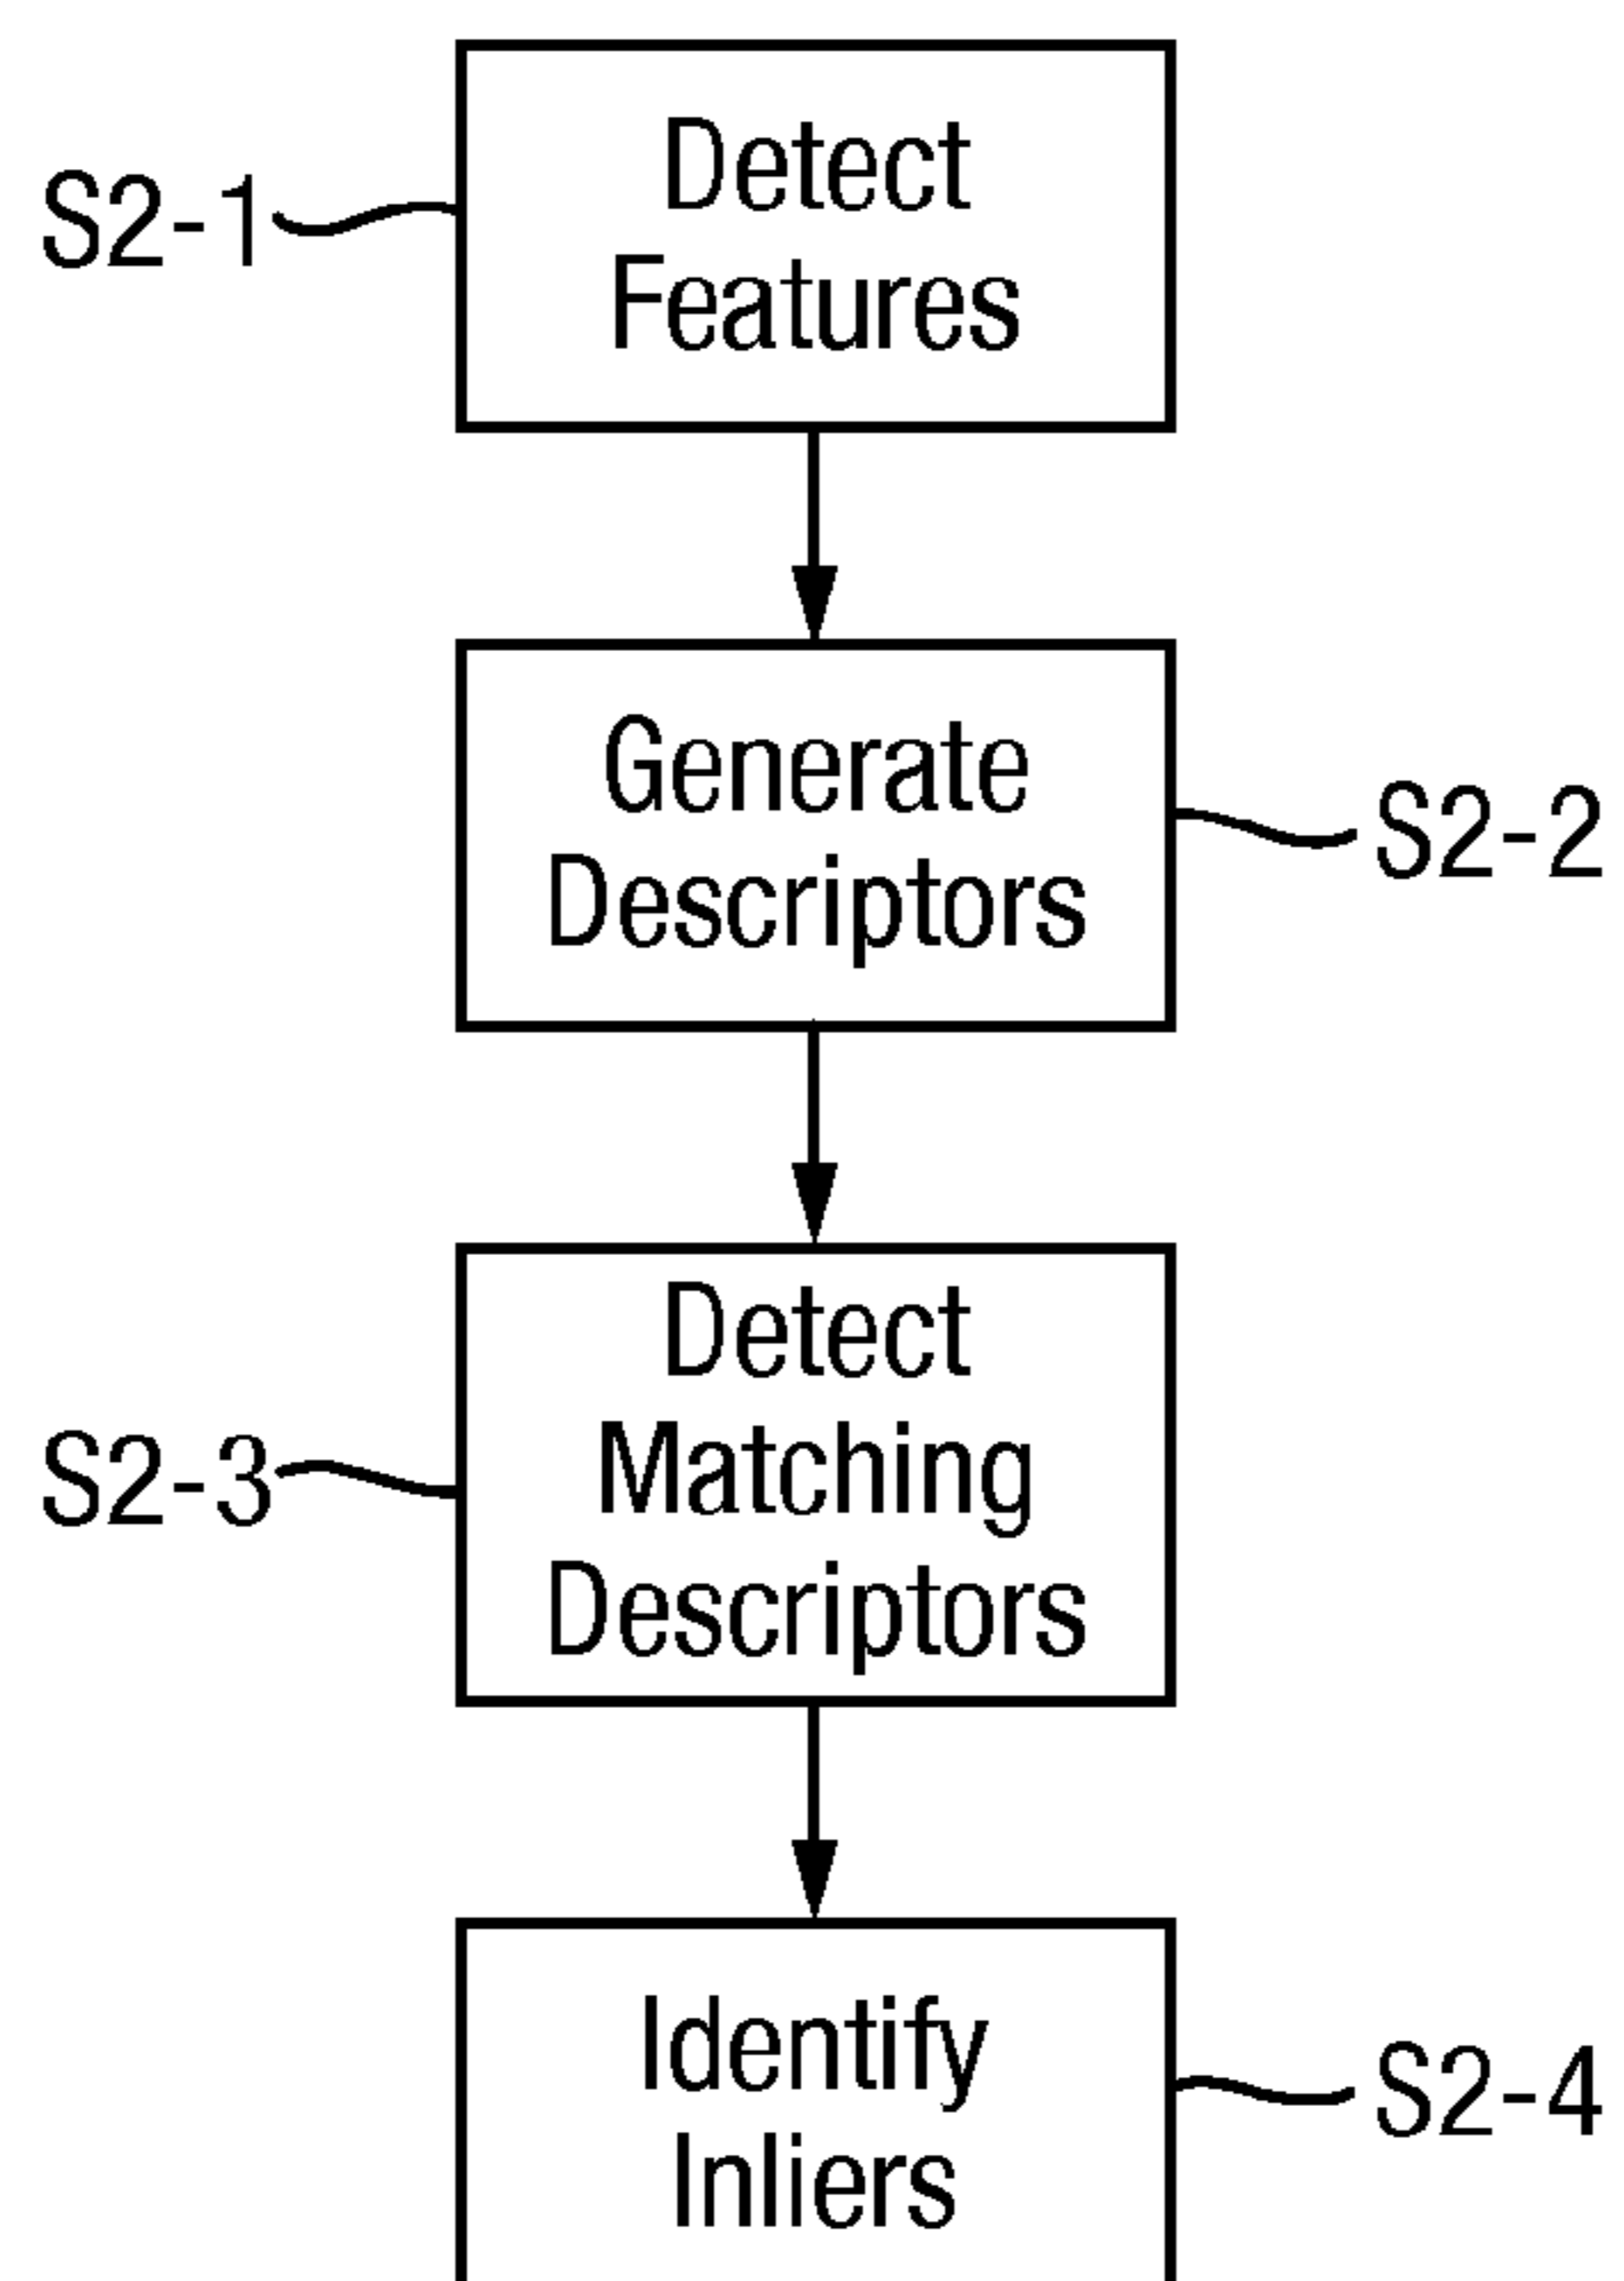 Detect
Features
S2-1
Generate
Descriptors
S2-2
Detect
Matching
Descriptors
S2-3
Identify
Inliers
S2-4